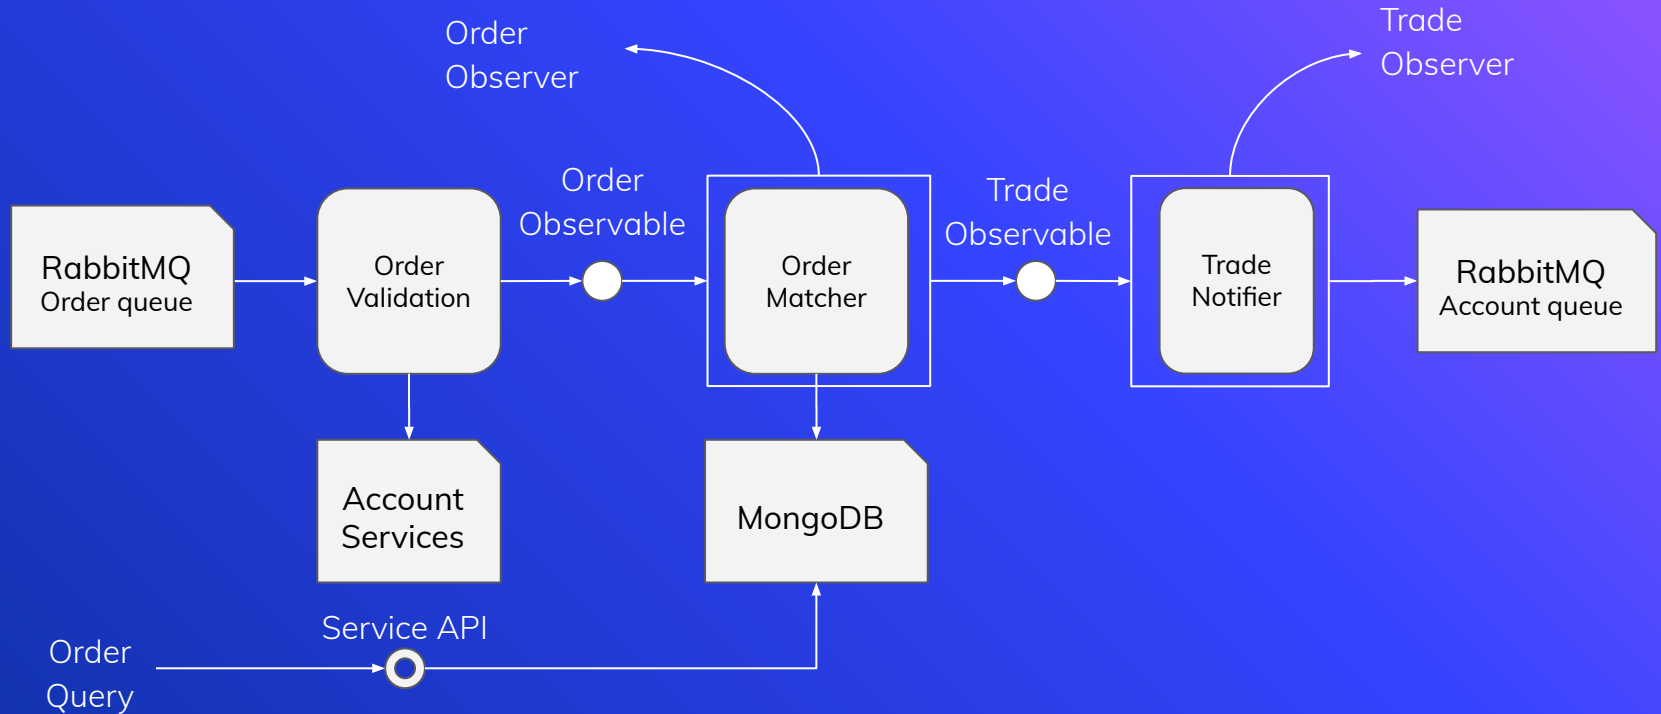 Order
Observer
Trade
Observer
Order
Observable
Trade
Observable
RabbitMQ
Order queue
Order
Validation
Order
Matcher
Trade
Notifier
RabbitMQ
Account queue
Account
Services
MongoDB
Service API
Order
Query